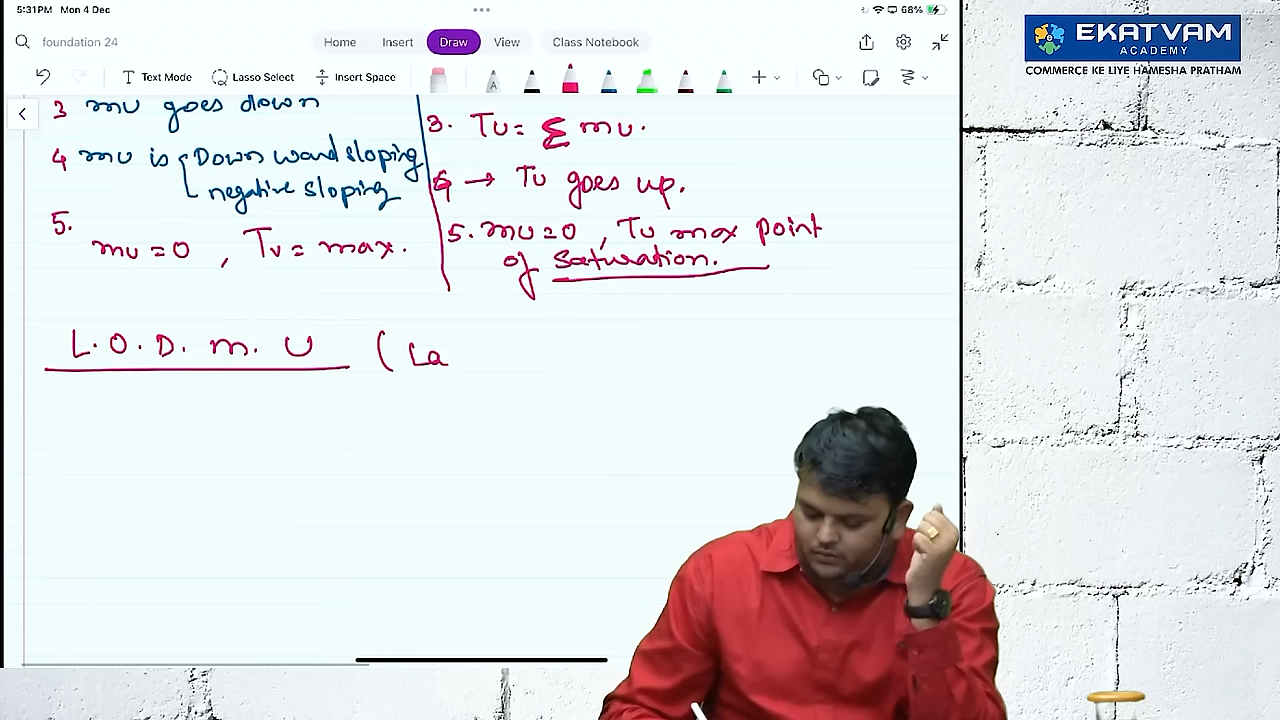 5:31PM Mon 4 Dec
68%
foundation 24
Home Insert Draw View Class Notebook
Text Mode Lasso Select Insert Space
EKATVAM
ACADEMY
COMMERCE KE LIYE HAMESHA PRATHAM
3 mu goes down
4 mu is Down ward sloping
negative sloping
5.
mu = 0 , Tu = max.
3. Tu = Σ mu.
4 → Tu goes up.
5. mu = 0 , Tu max point
of saturation.
L. O. D. m. U ( La